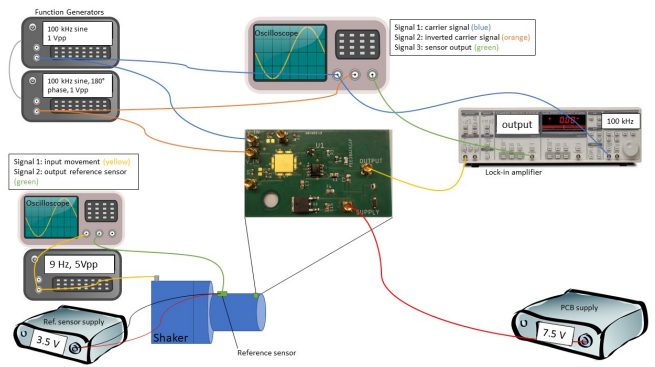 Function Generators
100 kHz sine
1 Vpp
100 kHz sine, 180°
phase, 1 Vpp
Oscilloscope
Signal 1: carrier signal (blue)
Signal 2: inverted carrier signal (orange)
Signal 3: sensor output (green)
output
100 kHz
Lock-in amplifier
U1
OUTPUT
SUPPLY
Signal 1: input movement (yellow)
Signal 2: output reference sensor
(green)
Oscilloscope
9 Hz, 5Vpp
Ref. sensor supply
3.5 V
Shaker
Reference sensor
PCB supply
7.5 V